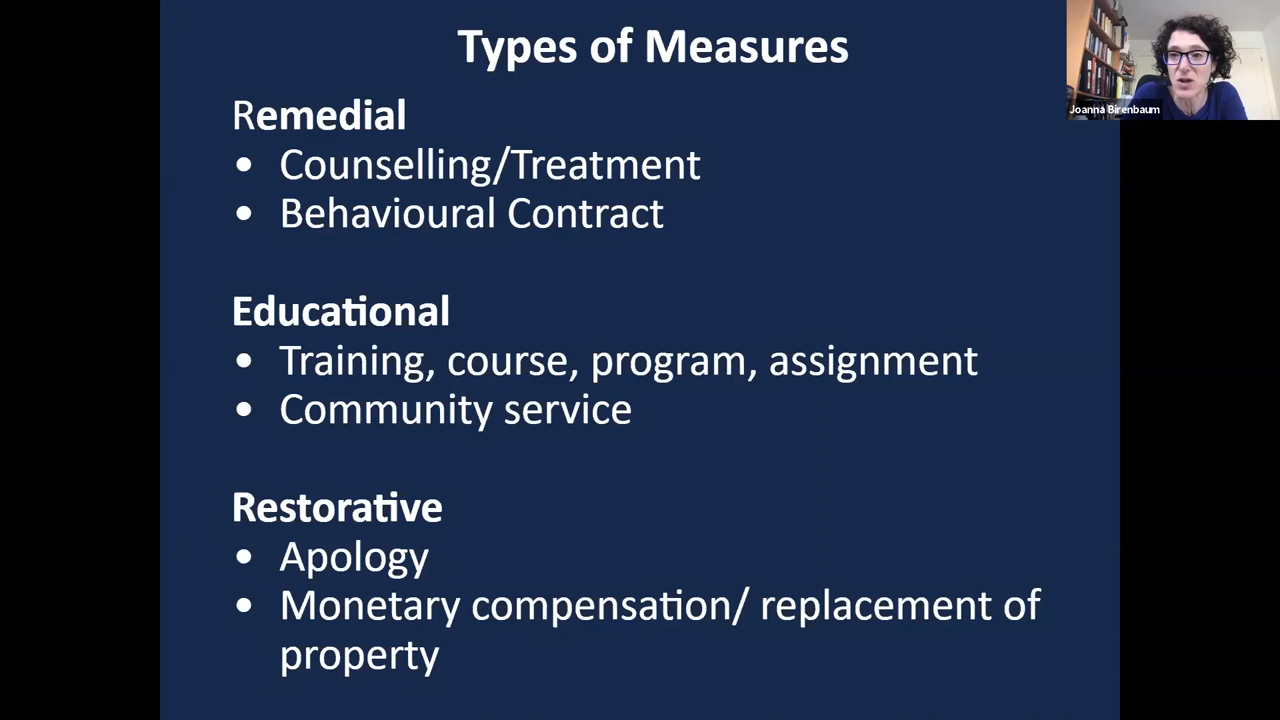 Types of Measures
Joanna Birenbaum
Remedial
• Counselling/Treatment
• Behavioural Contract
Educational
• Training, course, program, assignment
• Community service
Restorative
• Apology
• Monetary compensation/ replacement of
property